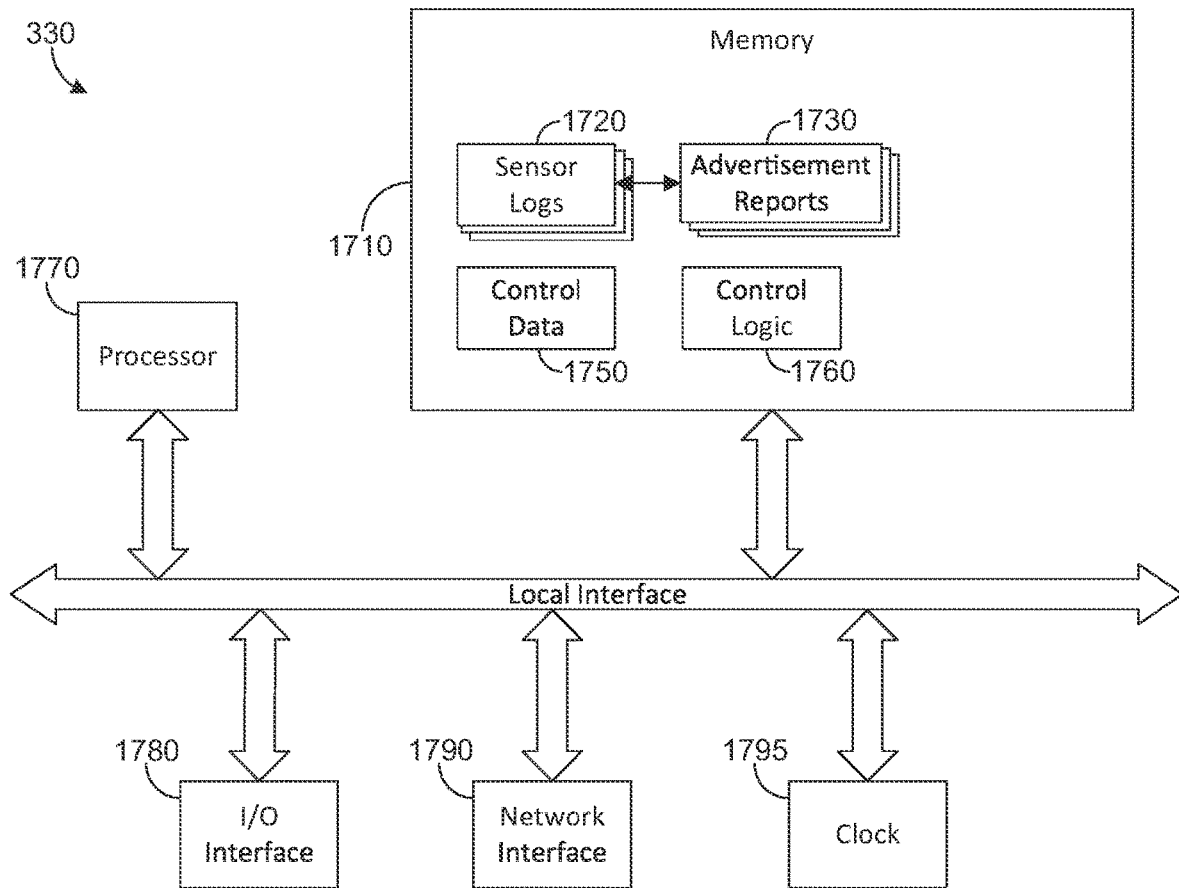 330
Memory
1720
1730
Sensor
Logs
Advertisement
Reports
1710
1770
Control
Data
Control
Logic
Processor
1750
1760
Local Interface
1780
1790
1795
I/O
Interface
Network
Interface
Clock